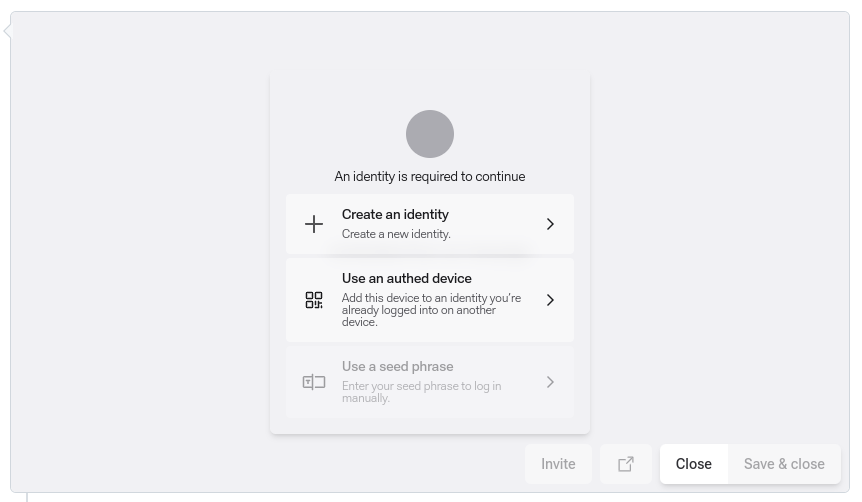 An identity is required to continue
Create an identity
Create a new identity.
Use an authed device
Add this device to an identity you're
already logged into on another
device.
Use a seed phrase
Enter your seed phrase to log in
manually.
Invite
Close
Save & close